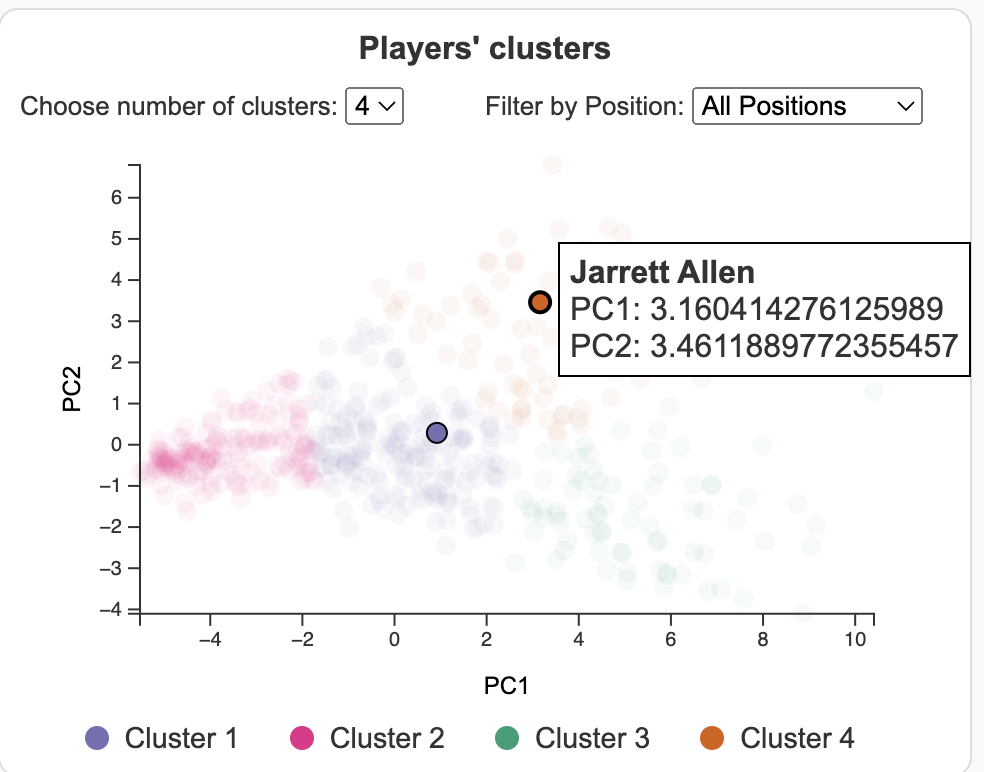 Players' clusters
Choose number of clusters: 4 Filter by Position: All Positions
6
5
4
3
2
1
0
−1
−2
−3
−4
PC2
Jarrett Allen
PC1: 3.160414276125989
PC2: 3.4611889772355457
−4 −2 0 2 4 6 8 10
PC1
Cluster 1 Cluster 2 Cluster 3 Cluster 4